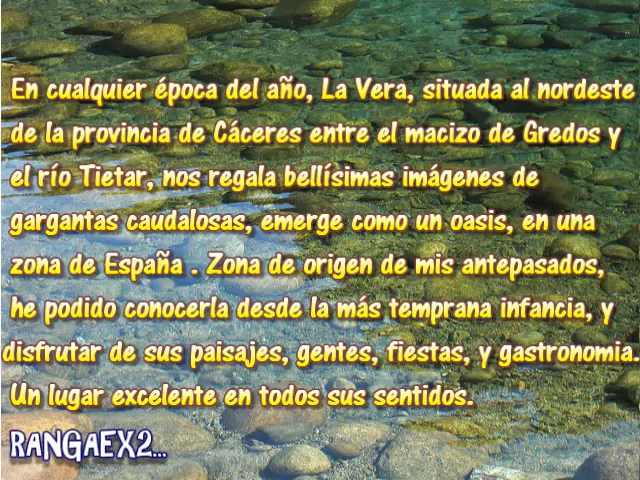 En cualquier época del año, La Vera, situada al nordeste
de la provincia de Cáceres entre el macizo de Gredos y
el río Tietar, nos regala bellísimas imágenes de
gargantas caudalosas, emerge como un oasis, en una
zona de España . Zona de origen de mis antepasados,
he podido conocerla desde la más temprana infancia, y
disfrutar de sus paisajes, gentes, fiestas, y gastronomia.
Un lugar excelente en todos sus sentidos.
RANGAEX2...